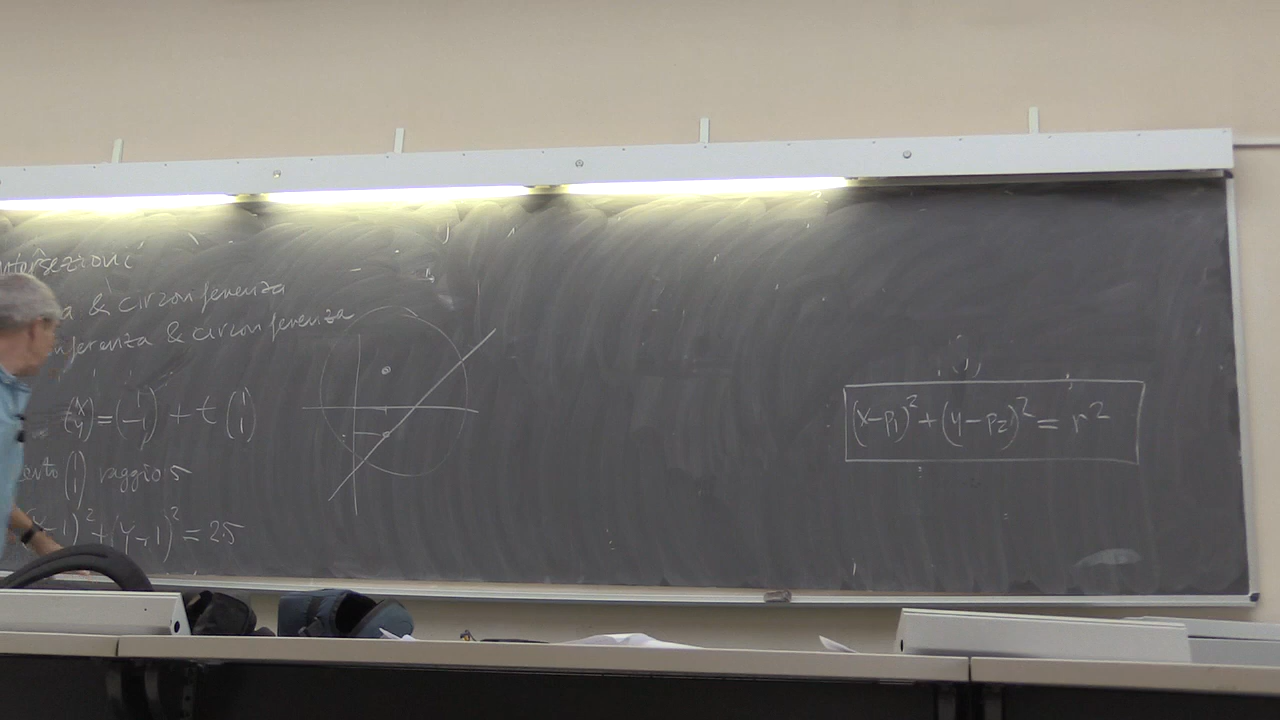 intersezioni
a & circonferenza
nferenza & circonferenza
(x y) = (1 -1) + t (1 1)
entro (1 1) raggio 5
(x-1)² + (y-1)² = 25
(x-p₁)² + (y-p₂)² = r²